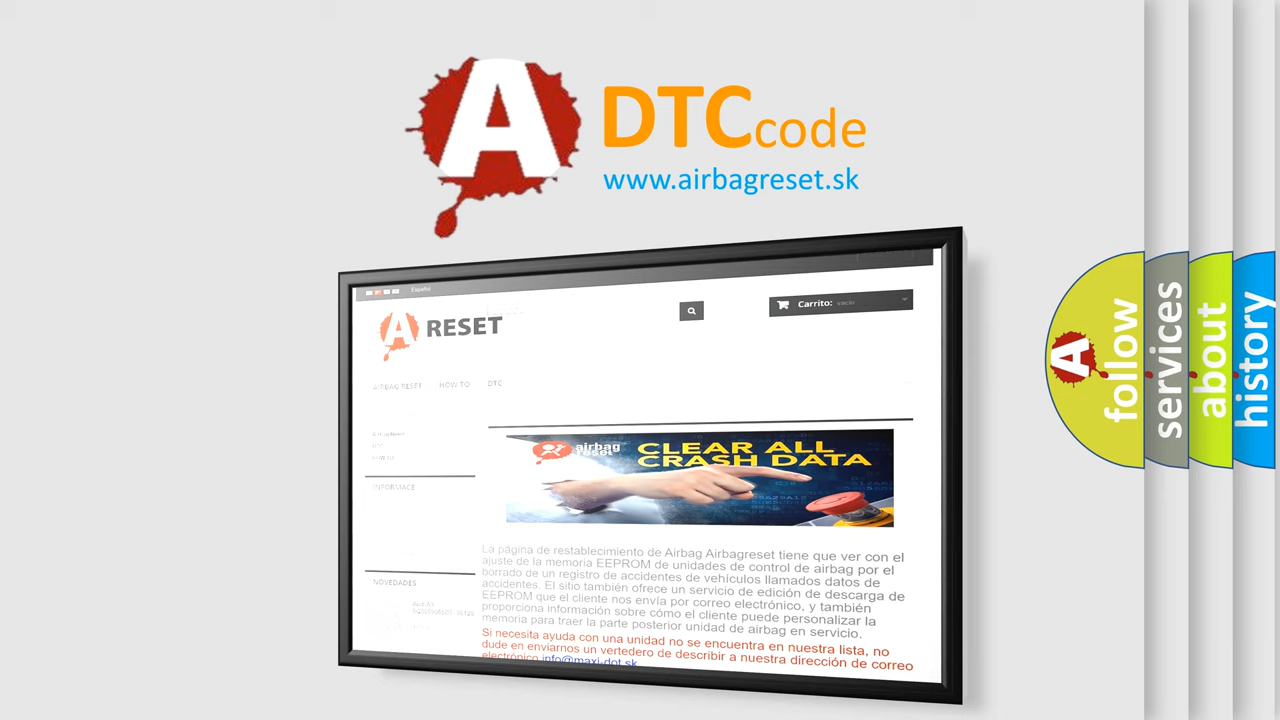 A
DTCcode
www.airbagreset.sk
Español
A RESET
Carrito: vacío
AIRBAG RESET HOW TO DTC
INFORMACE
NOVEDADES
airbag
reset
CLEAR ALL
CRASH DATA
La página de restablecimiento de Airbag Airbagreset tiene que ver con el
ajuste de la memoria EEPROM de unidades de control de airbag por el
borrado de un registro de accidentes de vehículos llamados datos de
accidentes. El sitio también ofrece un servicio de edición de descarga de
EEPROM que el cliente nos envía por correo electrónico, y también
proporciona información sobre cómo el cliente puede personalizar la
memoria para traer la parte posterior unidad de airbag en servicio.
Si necesita ayuda con una unidad no se encuentra en nuestra lista, no
dude en enviarnos un vertedero de describir a nuestra dirección de correo
electrónico info@maxi-dot.sk
A
follow
services
about
history